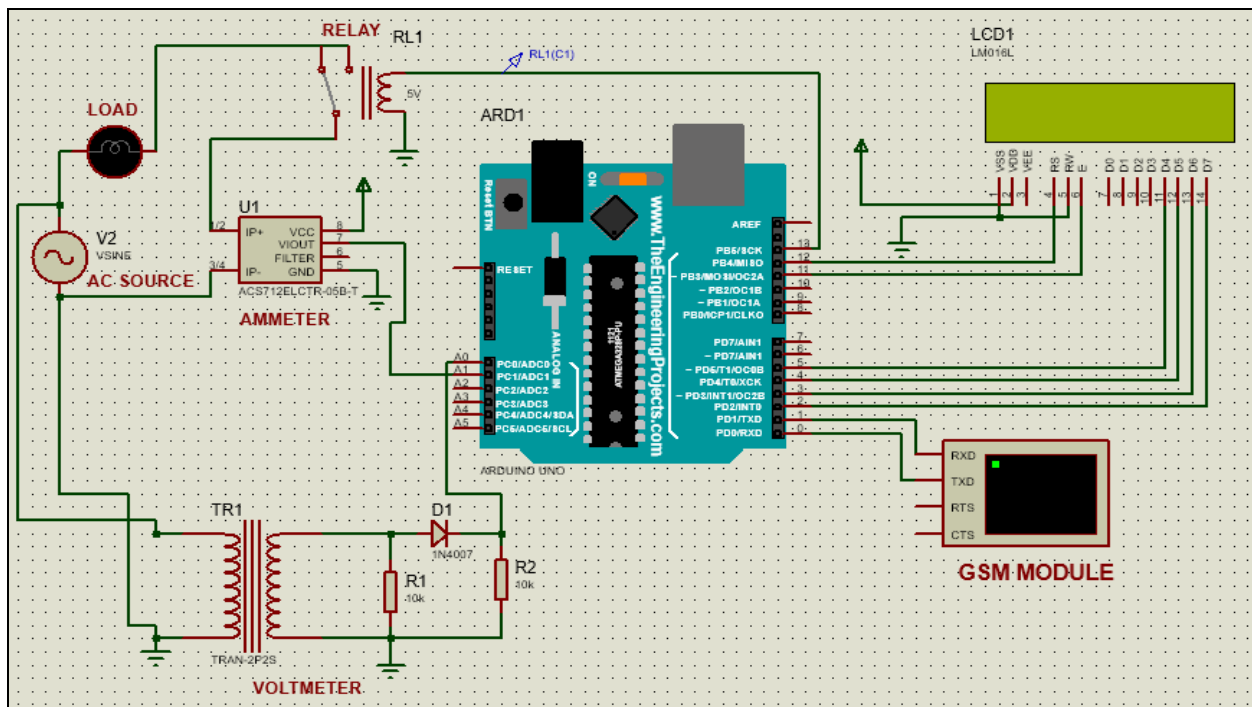 RELAY
RL1
RL1(C1)
5V
LOAD
V2
VSINE
AC SOURCE
U1
1/2
3/4
IP+
IP-
VCC
VIOUT
FILTER
GND
8
7
6
5
ACS712ELCTR-05B-T
AMMETER
ARD1
Reset BTN
ON
www.TheEngineeringProjects.com
RESET
ANALOG IN
1121
ATMEGA328P-PU
AREF
PB5/SCK
PB4/MISO
~PB3/MOSI/OC2A
~ PB2/OC1B
~ PB1/OC1A
PB0/ICP1/CLKO
13
12
11
10
9
8
PD7/AIN1
~ PD7/AIN1
~ PD5/T1/OC0B
PD4/T0/XCK
~ PD3/INT1/OC2B
PD2/INT0
PD1/TXD
PD0/RXD
7
6
5
4
3
2
1
0
A0
A1
A2
A3
A4
A5
PC0/ADC0
PC1/ADC1
PC2/ADC2
PC3/ADC3
PC4/ADC4/SDA
PC5/ADC5/SCL
ARDUINO UNO
LCD1
LM016L
VSS
VDD
VEE
RS
RW
E
D0
D1
D2
D3
D4
D5
D6
D7
1
2
3
4
5
6
7
8
9
10
11
12
13
14
RXD
TXD
RTS
CTS
GSM MODULE
TR1
TRAN-2P2S
D1
1N4007
R1
10k
R2
10k
VOLTMETER